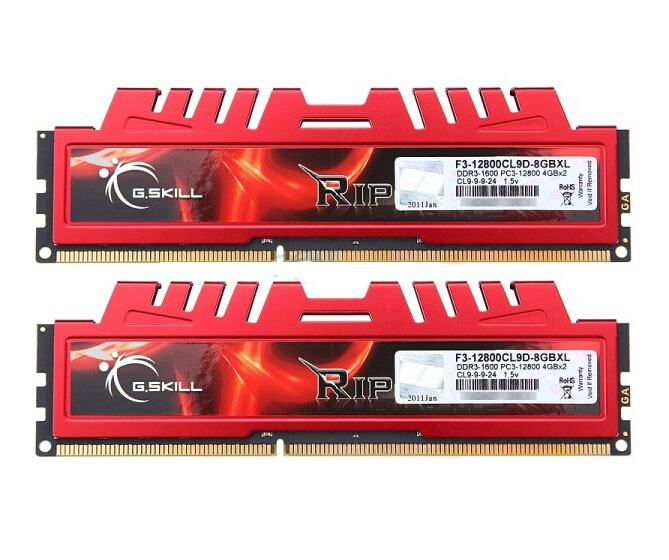 G.SKILL
RIP
F3-12800CL9D-8GBXL
DDR3-1600 PC3-12800 4GBx2
CL9-9-9-24 1.5v
2011Jan
RoHS
Warranty
Void if Removed
GA
G.SKILL
RIP
F3-12800CL9D-8GBXL
DDR3-1600 PC3-12800 4GBx2
CL9-9-9-24 1.5v
2011Jan
RoHS
Warranty
Void if Removed
GA